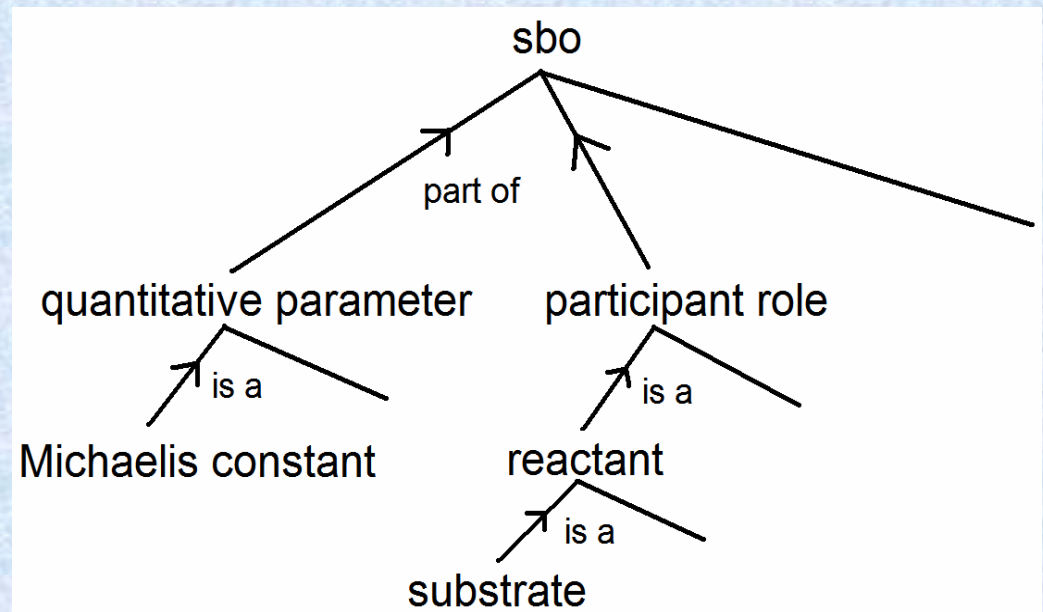 sbo
part of
quantitative parameter
participant role
is a
is a
Michaelis constant
reactant
is a
substrate